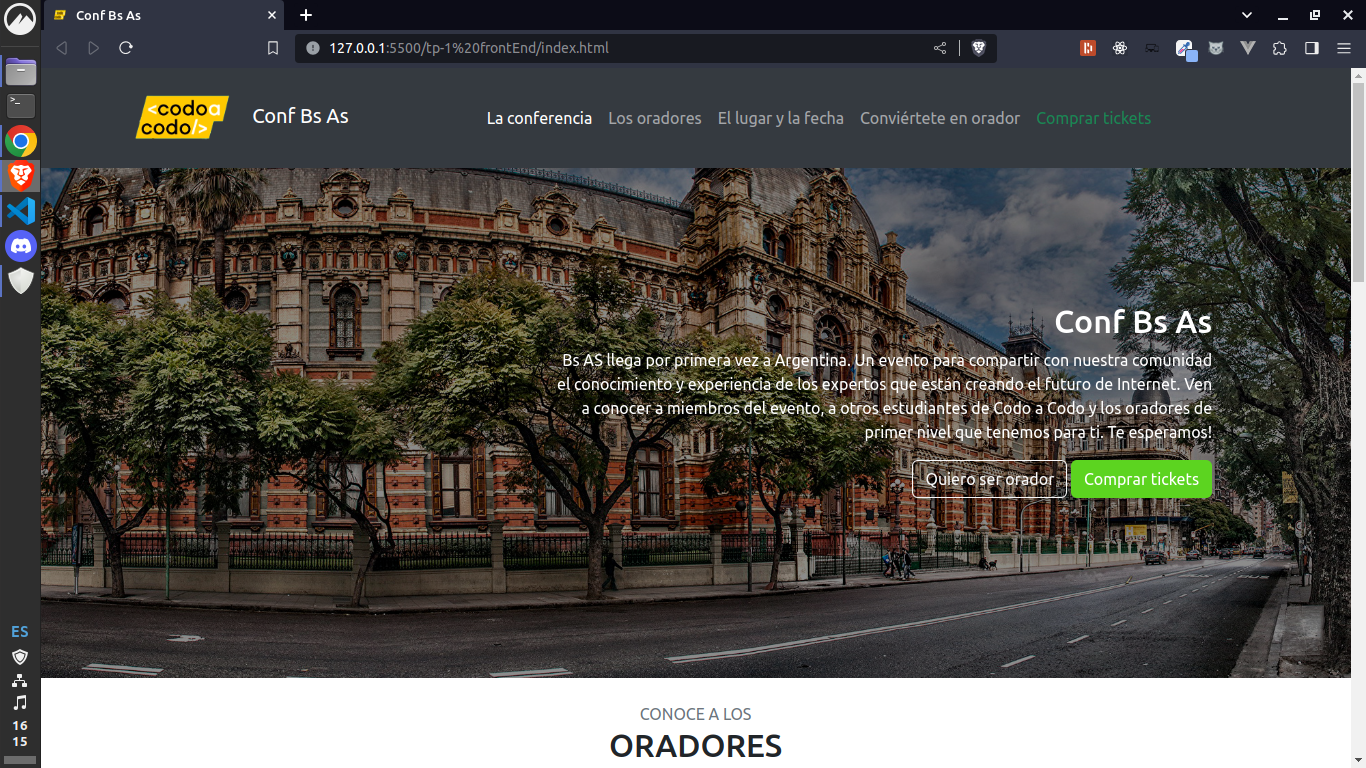 Conf Bs As
127.0.0.1:5500/tp-1%20frontEnd/index.html
<codo a
codo/>
Conf Bs As
La conferencia
Los oradores
El lugar y la fecha
Conviértete en orador
Comprar tickets
Conf Bs As
Bs AS llega por primera vez a Argentina. Un evento para compartir con nuestra comunidad
el conocimiento y experiencia de los expertos que están creando el futuro de Internet. Ven
a conocer a miembros del evento, a otros estudiantes de Codo a Codo y los oradores de
primer nivel que tenemos para ti. Te esperamos!
Quiero ser orador
Comprar tickets
CONOCE A LOS
ORADORES
ES
16
15